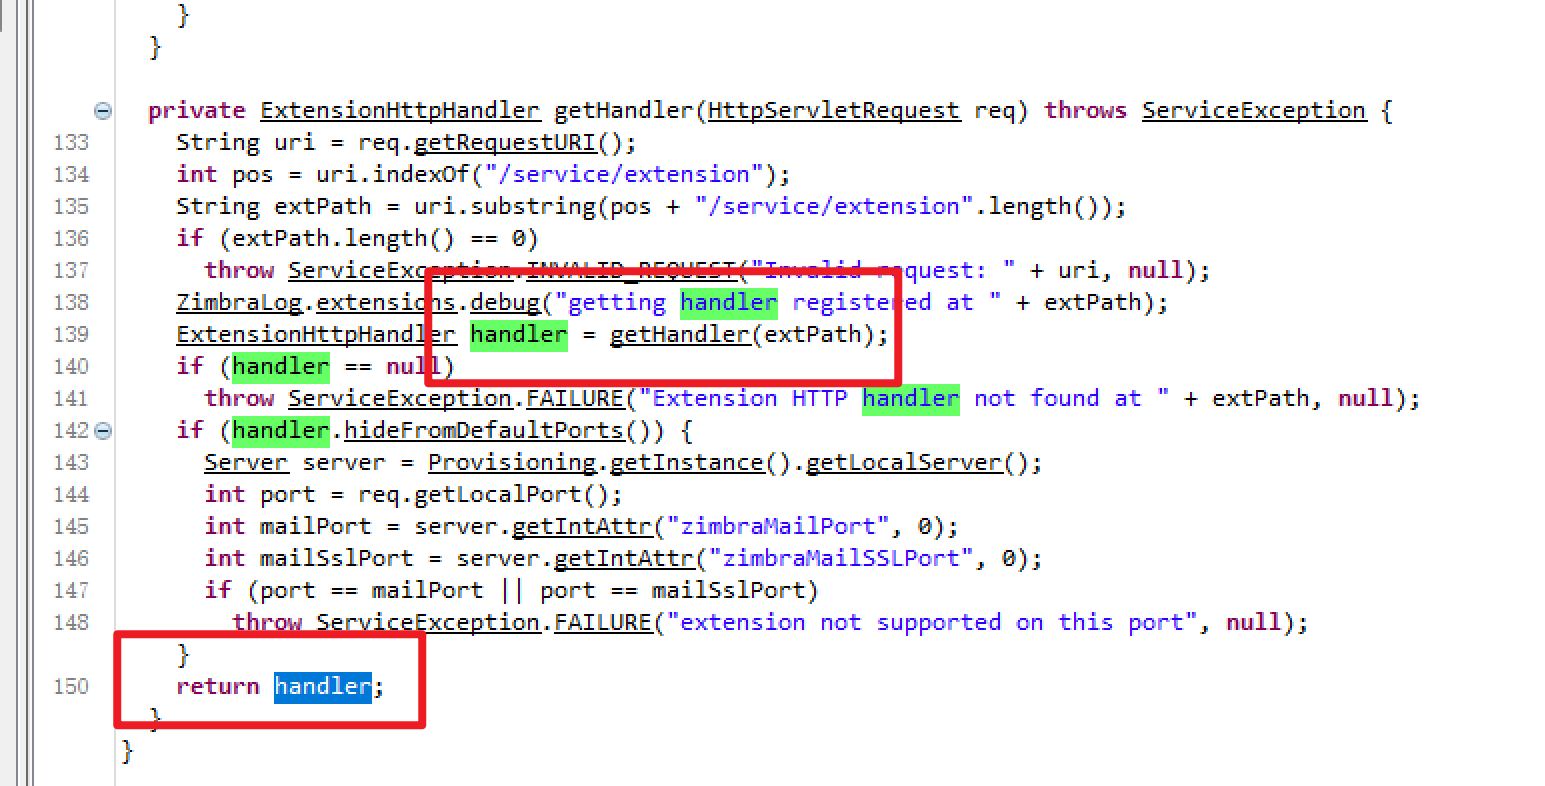 }
}
private ExtensionHttpHandler getHandler(HttpServletRequest req) throws ServiceException {
133 String uri = req.getRequestURI();
134 int pos = uri.indexOf("/service/extension");
135 String extPath = uri.substring(pos + "/service/extension".length());
136 if (extPath.length() == 0)
137 throw ServiceException.INVALID_REQUEST("Invalid request: " + uri, null);
138 ZimbraLog.extensions.debug("getting handler registered at " + extPath);
139 ExtensionHttpHandler handler = getHandler(extPath);
140 if (handler == null)
141 throw ServiceException.FAILURE("Extension HTTP handler not found at " + extPath, null);
142 if (handler.hideFromDefaultPorts()) {
143 Server server = Provisioning.getInstance().getLocalServer();
144 int port = req.getLocalPort();
145 int mailPort = server.getIntAttr("zimbraMailPort", 0);
146 int mailSslPort = server.getIntAttr("zimbraMailSSLPort", 0);
147 if (port == mailPort || port == mailSslPort)
148 throw ServiceException.FAILURE("extension not supported on this port", null);
}
150 return handler;
}
}